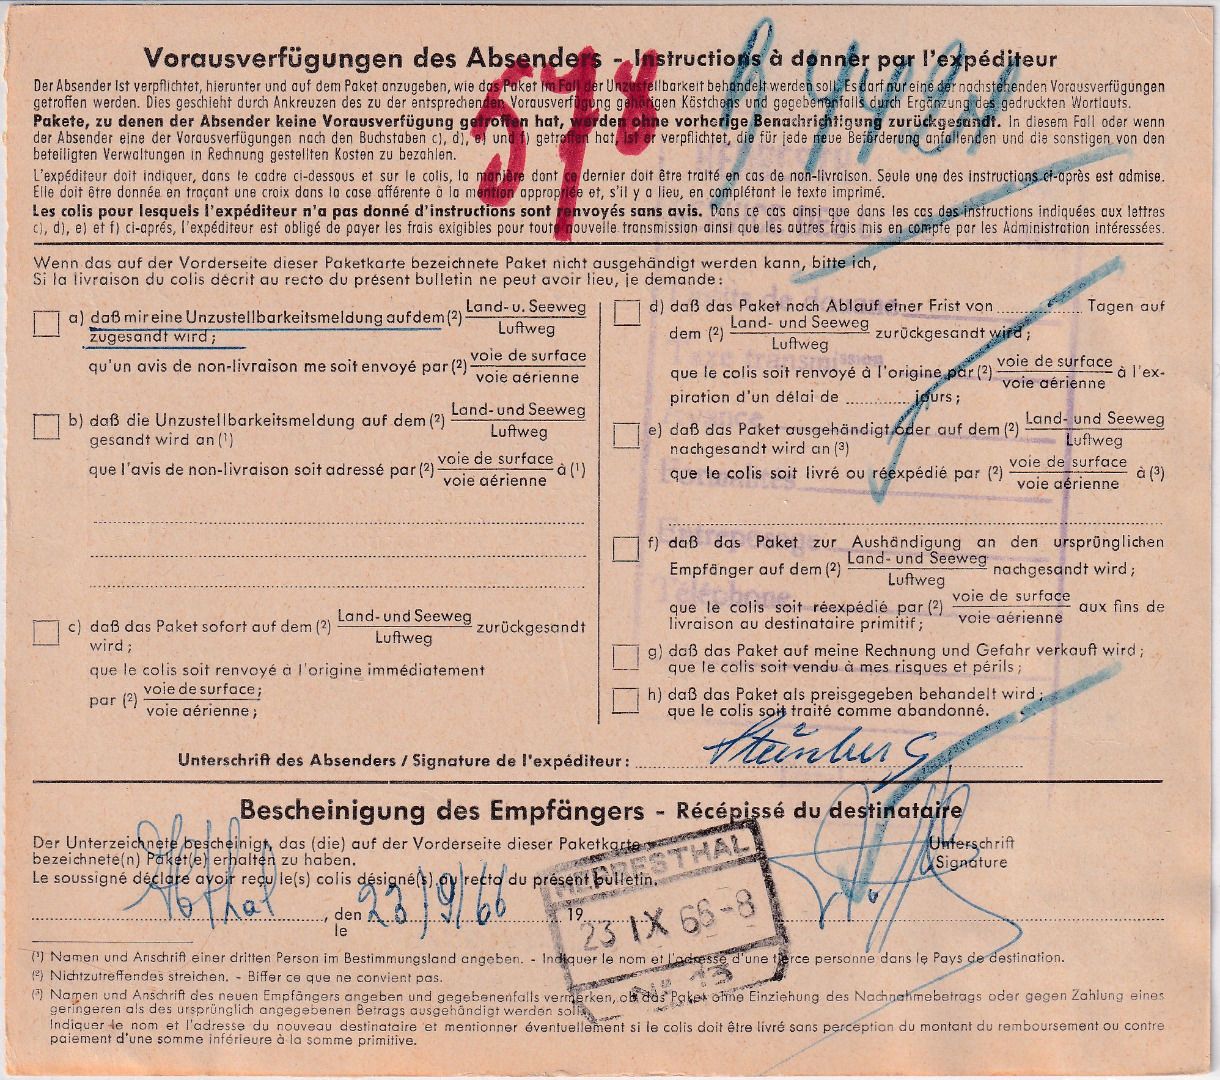 Vorausverfügungen des Absenders - Instructions à donner par l'expéditeur
578
Der Absender ist verpflichtet, hierunter und auf dem Paket anzugeben, wie das Paket im Fall der Unzustellbarkeit behandelt werden soll. Es darf nur eine der nachstehenden Vorausverfügungen
getroffen werden. Dies geschieht durch Ankreuzen des zu der entsprechenden Vorausverfügung gehörigen Kästchens und gegebenenfalls durch Ergänzung des gedruckten Wortlauts.
Pakete, zu denen der Absender keine Vorausverfügung getroffen hat, werden ohne vorherige Benachrichtigung zurückgesandt. In diesem Fall oder wenn
der Absender eine der Vorausverfügungen nach den Buchstaben c), d), e) und f) getroffen hat, ist er verpflichtet, die für jede neue Beförderung anfallenden und die sonstigen von den
beteiligten Verwaltungen in Rechnung gestellten Kosten zu bezahlen.
L'expéditeur doit indiquer, dans le cadre ci-dessous et sur le colis, la manière dont ce dernier doit être traité en cas de non-livraison. Seule une des instructions ci-après est admise.
Elle doit être donnée en traçant une croix dans la case afférente à la mention appropriée et, s'il y a lieu, en complétant le texte imprimé.
Les colis pour lesquels l'expéditeur n'a pas donné d'instructions sont renvoyés sans avis. Dans ce cas ainsi que dans les cas des instructions indiquées aux lettres
c), d), e) et f) ci-après, l'expéditeur est obligé de payer les frais exigibles pour toute nouvelle transmission ainsi que les autres frais mis en compte par les Administration intéressées.
Wenn das auf der Vorderseite dieser Paketkarte bezeichnete Paket nicht ausgehändigt werden kann, bitte ich,
Si la livraison du colis décrit au recto du présent bulletin ne peut avoir lieu, je demande:
a) daß mir eine Unzustellbarkeitsmeldung auf dem (2) Land- u. Seeweg
Luftweg
zugesandt wird;
qu'un avis de non-livraison me soit envoyé par (2) voie de surface
voie aérienne
b) daß die Unzustellbarkeitsmeldung auf dem (2) Land- und Seeweg
Luftweg
gesandt wird an (1)
que l'avis de non-livraison soit adressé par (2) voie de surface
voie aérienne
à (1)
c) daß das Paket sofort auf dem (2) Land- und Seeweg
Luftweg
zurückgesandt
wird;
que le colis soit renvoyé à l'origine immédiatement
par (2) voie de surface;
voie aérienne;
d) daß das Paket nach Ablauf einer Frist von ............ Tagen auf
dem (2) Land- und Seeweg
Luftweg
zurückgesandt wird;
que le colis soit renvoyé à l'origine par (2) voie de surface
voie aérienne
à l'ex-
piration d'un délai de .......... jours;
e) daß das Paket ausgehändigt oder auf dem (2) Land- und Seeweg
Luftweg
nachgesandt wird an (3)
que le colis soit livré ou réexpédié par (2) voie de surface
voie aérienne
à (3)
f) daß das Paket zur Aushändigung an den ursprünglichen
Empfänger auf dem (2) Land- und Seeweg
Luftweg
nachgesandt wird;
que le colis soit réexpédié par (2) voie de surface
voie aérienne
aux fins de
livraison au destinataire primitif;
g) daß das Paket auf meine Rechnung und Gefahr verkauft wird;
que le colis soit vendu à mes risques et périls;
h) daß das Paket als preisgegeben behandelt wird;
que le colis soit traité comme abandonné.
Taxe transmission
Entreposage
Téléphone
Unterschrift des Absenders / Signature de l'expéditeur: Steinberg
Bescheinigung des Empfängers - Récépissé du destinataire
Der Unterzeichnete bescheinigt, das (die) auf der Vorderseite dieser Paketkarte
bezeichnete(n) Paket(e) erhalten zu haben.
Le soussigné déclare avoir reçu le(s) colis désigné(s) au recto du présent bulletin.
Unterschrift
Signature
, den 23/9/66 19
le
HERBESTHAL
23 IX 66-8
(1) Namen und Anschrift einer dritten Person im Bestimmungsland angeben. - Indiquer le nom et l'adresse d'une tierce personne dans le Pays de destination.
(2) Nichtzutreffendes streichen. - Biffer ce que ne convient pas.
(3) Namen und Anschrift des neuen Empfängers angeben und gegebenenfalls vermerken, ob das Paket ohne Einziehung des Nachnahmebetrags oder gegen Zahlung eines
geringeren als des ursprünglich angegebenen Betrags ausgehändigt werden soll.
Indiquer le nom et l'adresse du nouveau destinataire et mentionner éventuellement si le colis doit être livré sans perception du montant du remboursement ou contre
paiement d'une somme inférieure à la somme primitive.